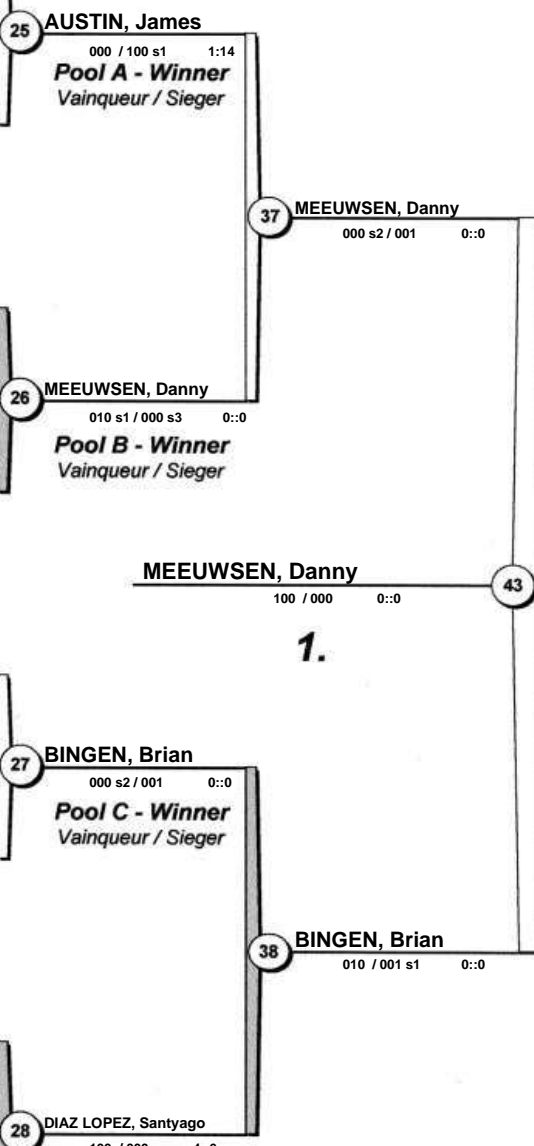 25 AUSTIN, James
000 / 100 s1 1:14
Pool A - Winner
Vainqueur / Sieger
37 MEEUWSEN, Danny
000 s2 / 001 0::0
26 MEEUWSEN, Danny
010 s1 / 000 s3 0::0
Pool B - Winner
Vainqueur / Sieger
MEEUWSEN, Danny
43
100 / 000 0::0
1.
27 BINGEN, Brian
000 s2 / 001 0::0
Pool C - Winner
Vainqueur / Sieger
38 BINGEN, Brian
010 / 001 s1 0::0
28 DIAZ LOPEZ, Santyago